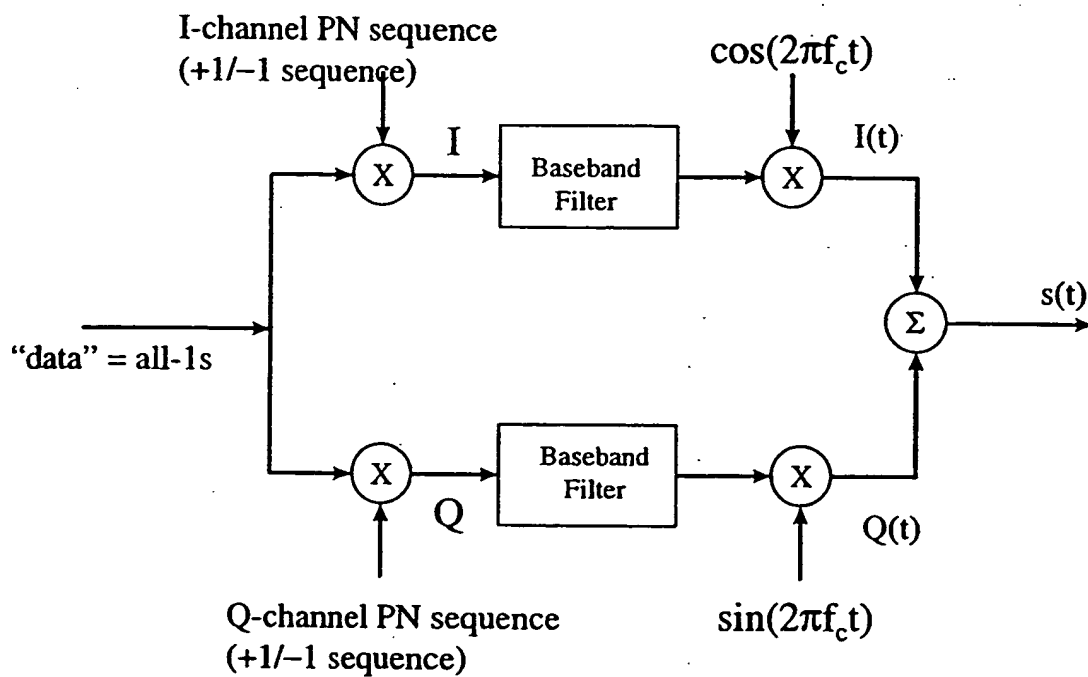 I-channel PN sequence
(+1/−1 sequence)
cos(2πf_ct)
I
I(t)
X
Baseband
Filter
X
s(t)
Σ
“data” = all-1s
X
Baseband
Filter
X
Q
Q(t)
Q-channel PN sequence
(+1/−1 sequence)
sin(2πf_ct)